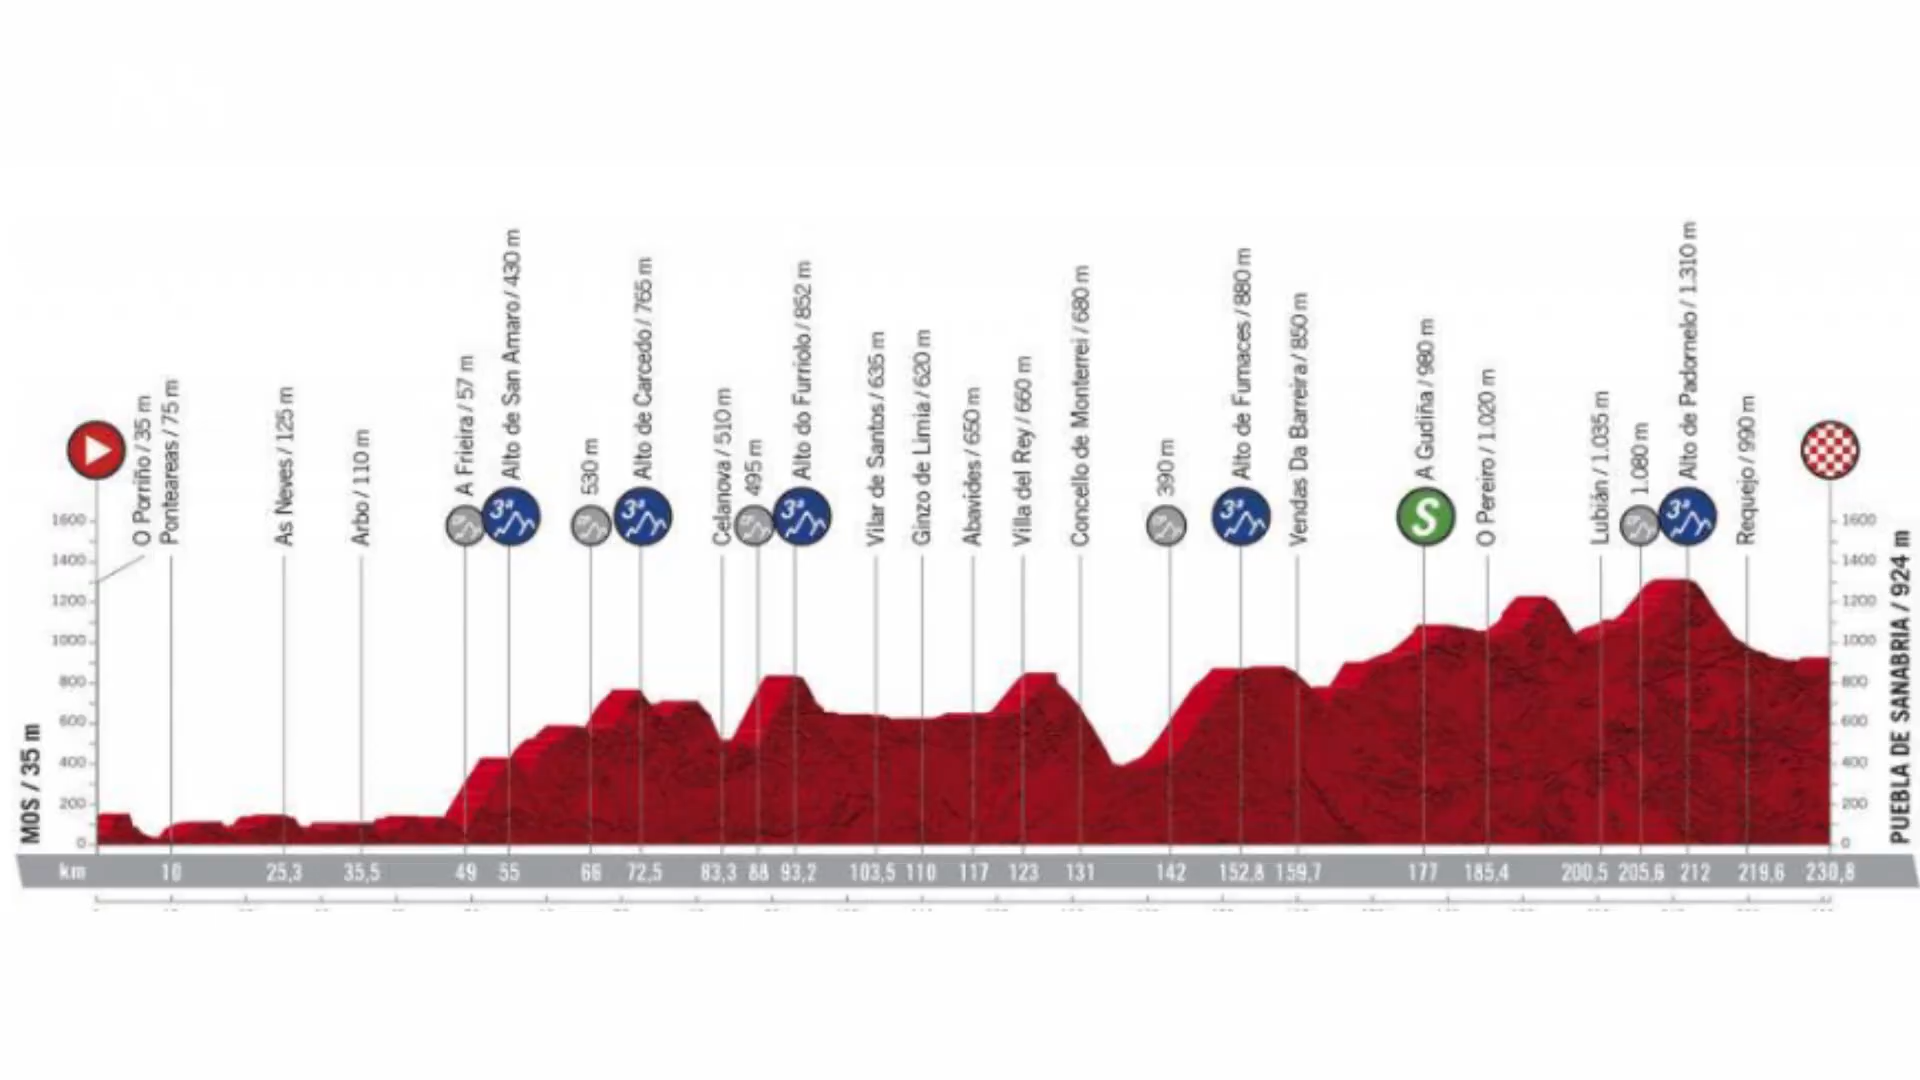 MOS / 35 m
O Porriño / 35 m
Ponteareas / 75 m
As Neves / 125 m
Arbo / 110 m
A Frieira / 57 m
Alto de San Amaro / 430 m
530 m
Alto de Carcedo / 765 m
Celanova / 510 m
495 m
Alto do Furriolo / 852 m
Vilar de Santos / 635 m
Ginzo de Limia / 620 m
Abavides / 650 m
Villa del Rey / 660 m
Concello de Monterrei / 680 m
390 m
Alto de Fumaces / 880 m
Vendas Da Barreira / 850 m
A Gudiña / 980 m
O Pereiro / 1.020 m
Lubián / 1.035 m
1.080 m
Alto de Padornelo / 1.310 m
Requejo / 990 m
PUEBLA DE SANABRIA / 924 m
3ª
3ª
3ª
3ª
S
3ª
1600
1400
1200
1000
800
600
400
200
0
1600
1400
1200
1000
800
600
400
200
0
km 10 25,3 35,5 49 55 66 72,5 83,3 88 93,2 103,5 110 117 123 131 142 152,8 159,7 177 185,4 200,5 205,6 212 219,6 230,8